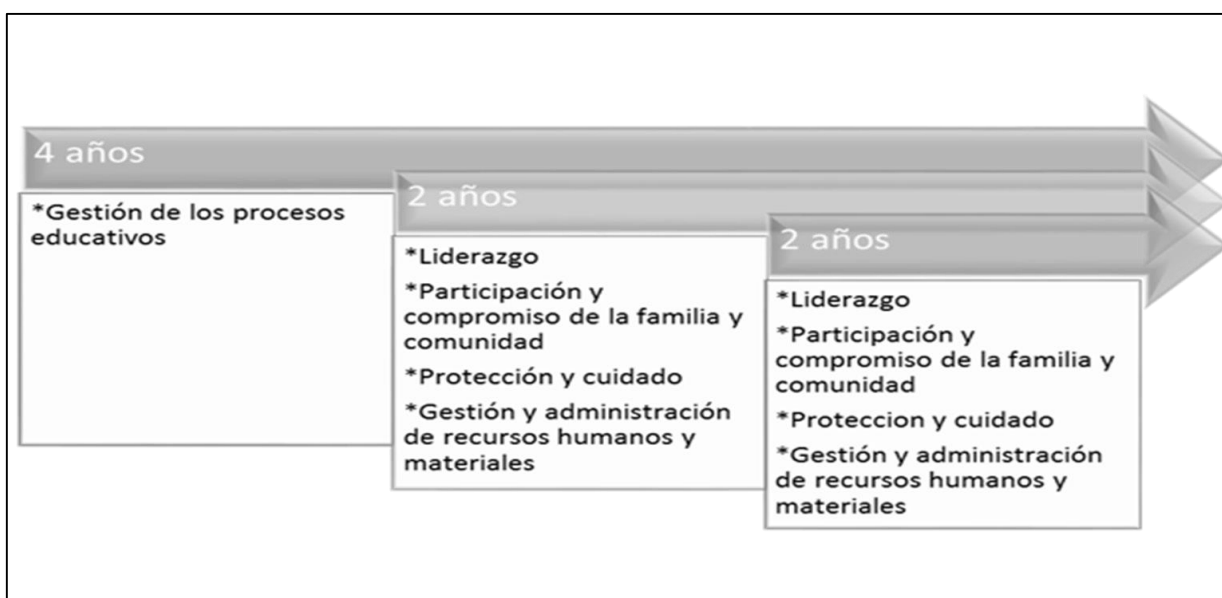 4 años
*Gestión de los procesos
educativos
2 años
*Liderazgo
*Participación y
compromiso de la familia y
comunidad
*Protección y cuidado
*Gestión y administración
de recursos humanos y
materiales
2 años
*Liderazgo
*Participación y
compromiso de la familia y
comunidad
*Proteccion y cuidado
*Gestión y administración
de recursos humanos y
materiales